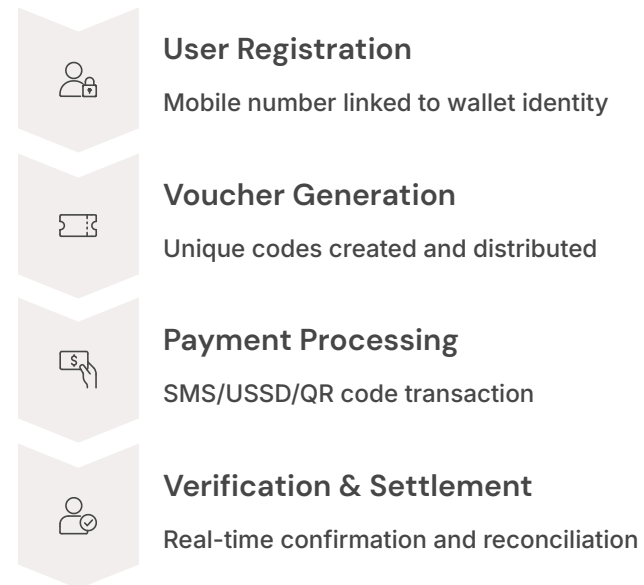 User Registration
Mobile number linked to wallet identity
Voucher Generation
Unique codes created and distributed
$
Payment Processing
SMS/USSD/QR code transaction
Verification & Settlement
Real-time confirmation and reconciliation